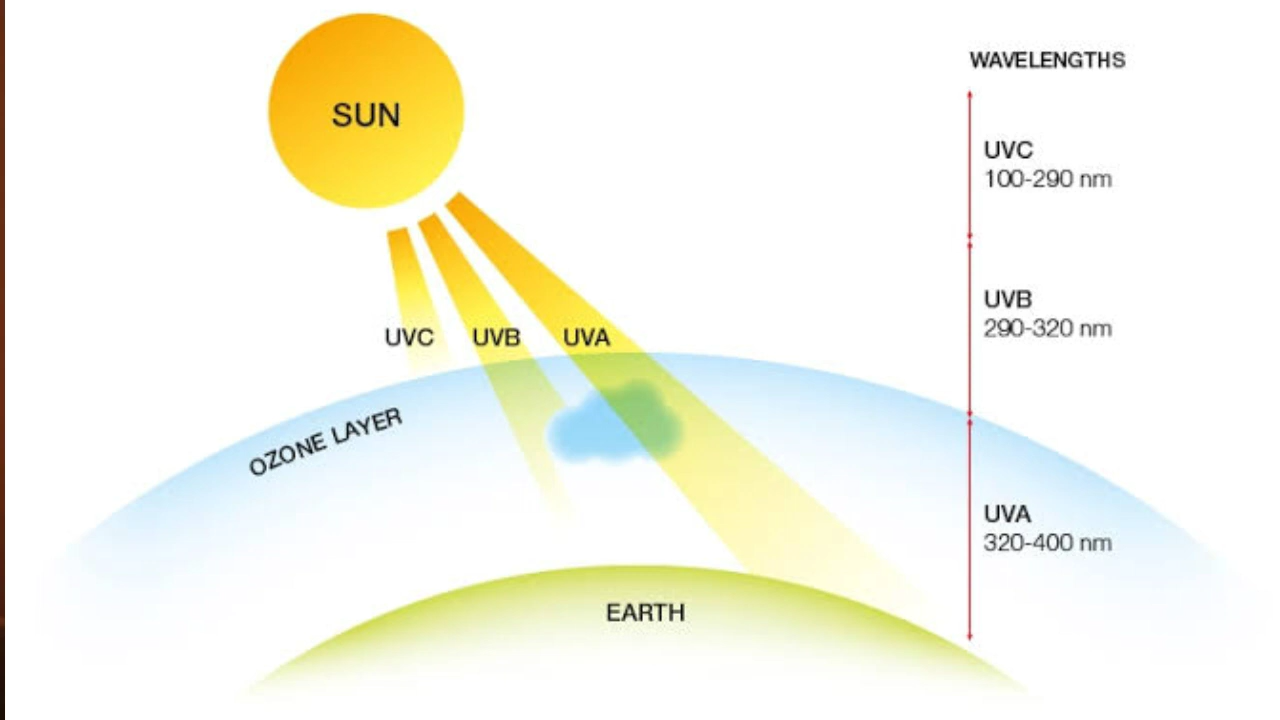 SUN
WAVELENGTHS
UVC
100-290 nm
UVB
290-320 nm
UVC UVB UVA
OZONE LAYER
UVA
320-400 nm
EARTH